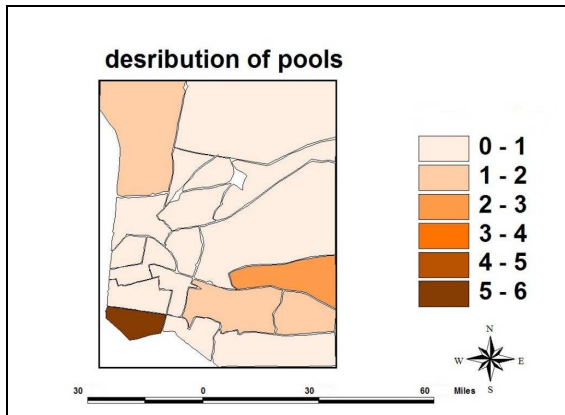 desribution of pools
0 - 1
1 - 2
2 - 3
3 - 4
4 - 5
5 - 6
N
W E
S
30 0 30 60 Miles